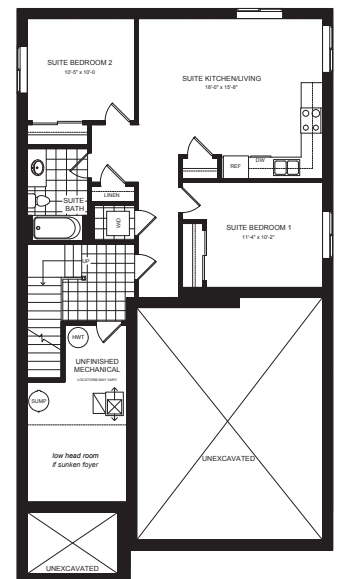 SUITE BEDROOM 2
10'-5" x 10'-0
SUITE KITCHEN/LIVING
18'-0" x 15'-8"
REF
DW
LINEN
SUITE
BATH
W/D
SUITE BEDROOM 1
11'-4" x 10'-2"
UP
HWT
UNFINISHED
MECHANICAL
LOCATIONS MAY VARY
SUMP
low head room
if sunken foyer
UNEXCAVATED
UNEXCAVATED